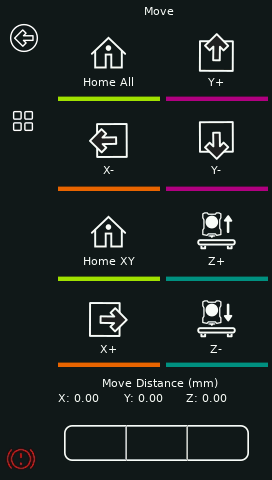 Move
Home All
Y+
X-
Y-
Home XY
Z+
X+
Z-
Move Distance (mm)
X: 0.00 Y: 0.00 Z: 0.00